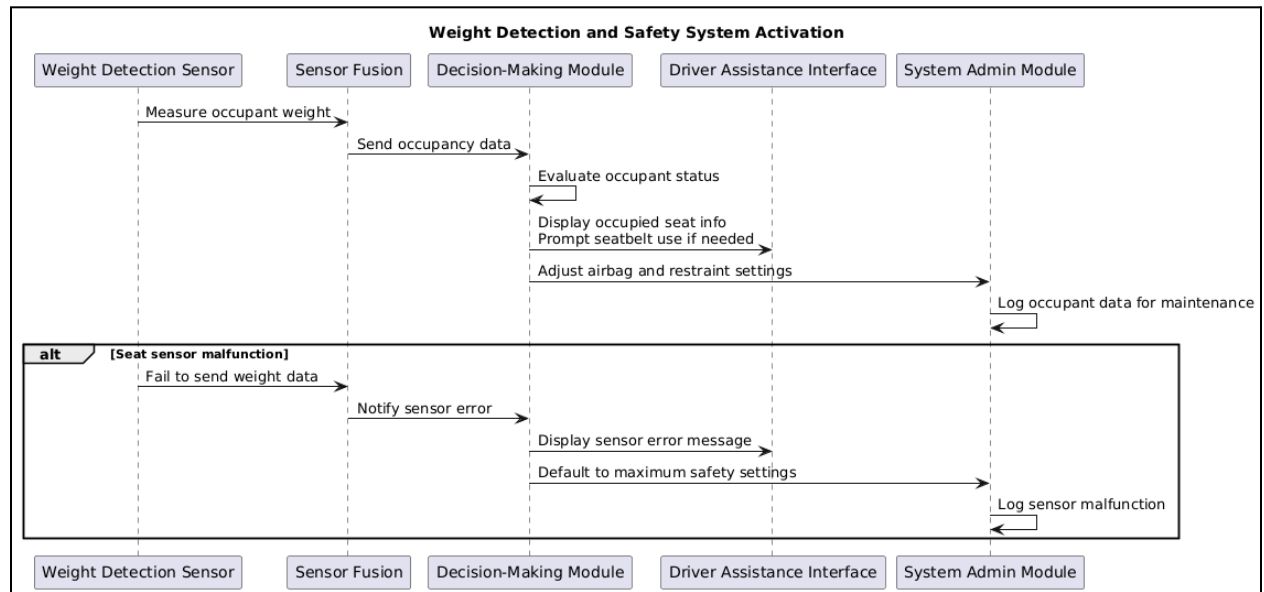 Weight Detection and Safety System Activation
Weight Detection Sensor
Sensor Fusion
Decision-Making Module
Driver Assistance Interface
System Admin Module
Measure occupant weight
Send occupancy data
Evaluate occupant status
Display occupied seat info
Prompt seatbelt use if needed
Adjust airbag and restraint settings
Log occupant data for maintenance
alt [Seat sensor malfunction]
Fail to send weight data
Notify sensor error
Display sensor error message
Default to maximum safety settings
Log sensor malfunction
Weight Detection Sensor
Sensor Fusion
Decision-Making Module
Driver Assistance Interface
System Admin Module